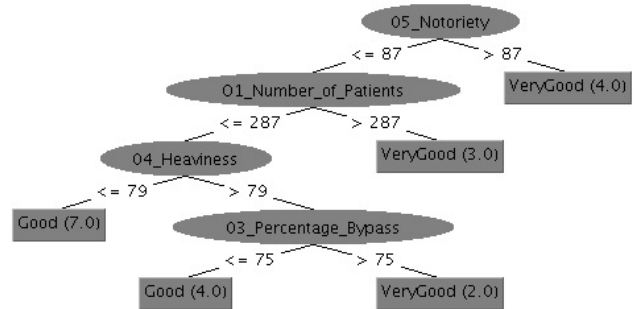 05_Notoriety
<= 87 > 87
01_Number_of_Patients VeryGood (4.0)
<= 287 > 287
04_Heaviness VeryGood (3.0)
<= 79 > 79
Good (7.0) 03_Percentage_Bypass
<= 75 > 75
Good (4.0) VeryGood (2.0)